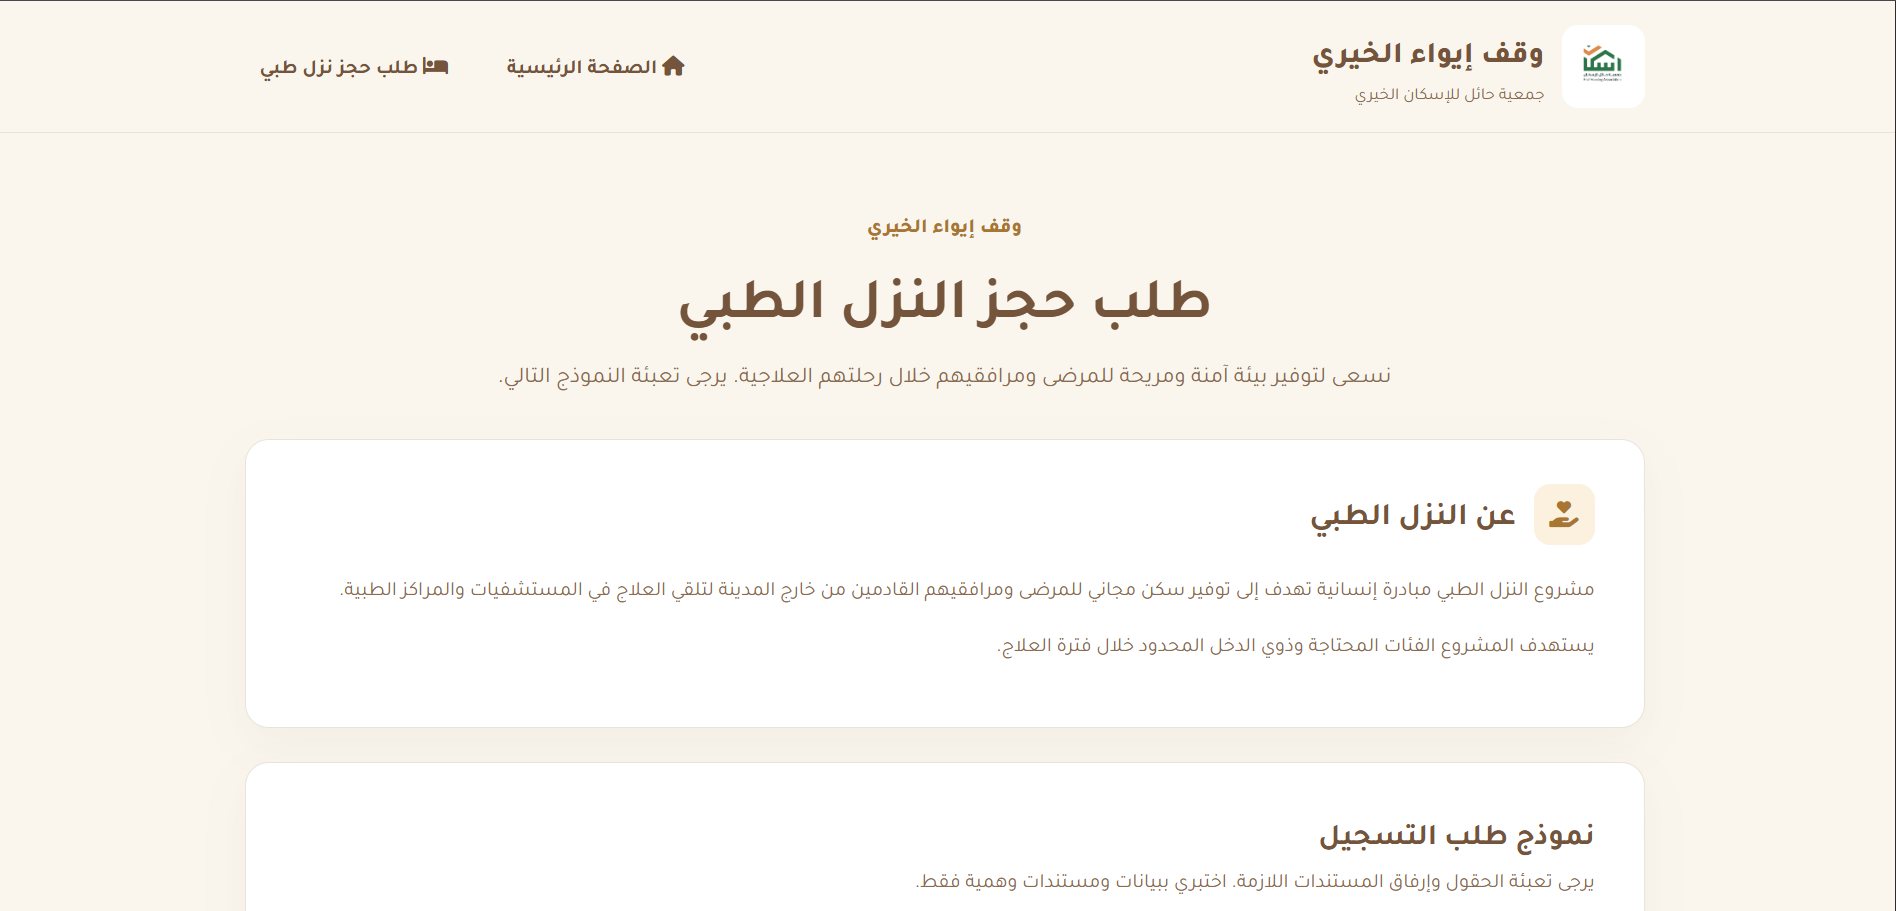 وقف إيواء الخيري
جمعية حائل للإسكان الخيري
الصفحة الرئيسية
طلب حجز نزل طبي
وقف إيواء الخيري
طلب حجز النزل الطبي
نسعى لتوفير بيئة آمنة ومريحة للمرضى ومرافقيهم خلال رحلتهم العلاجية. يرجى تعبئة النموذج التالي.
عن النزل الطبي
مشروع النزل الطبي مبادرة إنسانية تهدف إلى توفير سكن مجاني للمرضى ومرافقيهم القادمين من خارج المدينة لتلقي العلاج في المستشفيات والمراكز الطبية.
يستهدف المشروع الفئات المحتاجة وذوي الدخل المحدود خلال فترة العلاج.
نموذج طلب التسجيل
يرجى تعبئة الحقول وإرفاق المستندات اللازمة. اختبري ببيانات ومستندات وهمية فقط.